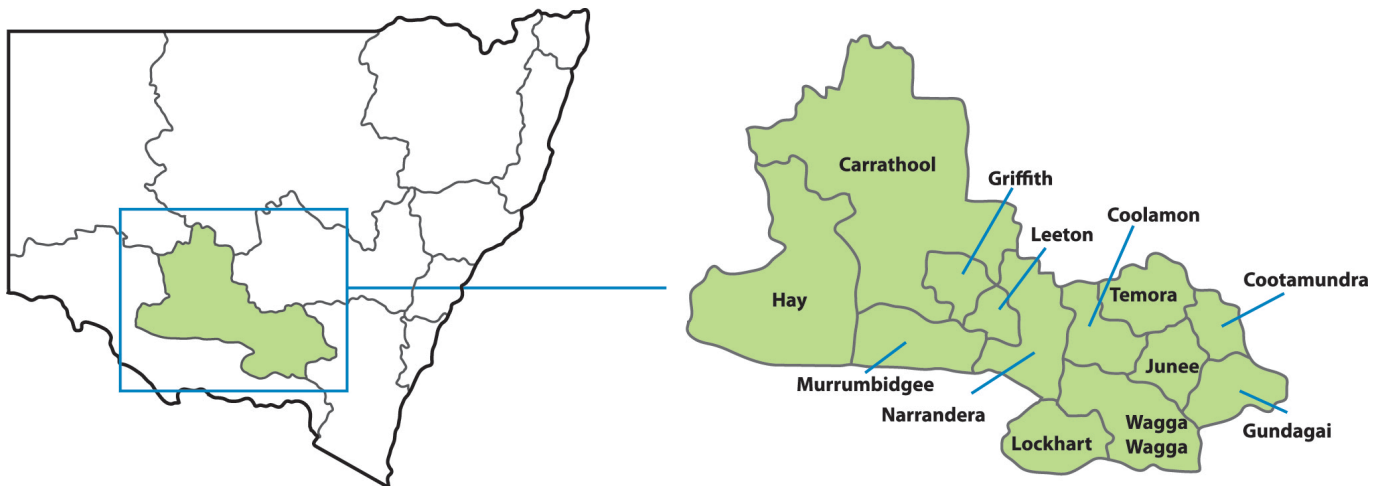 Carrathool
Griffith
Coolamon
Leeton
Cootamundra
Temora
Hay
Junee
Murrumbidgee
Narrandera
Wagga
Wagga
Gundagai
Lockhart